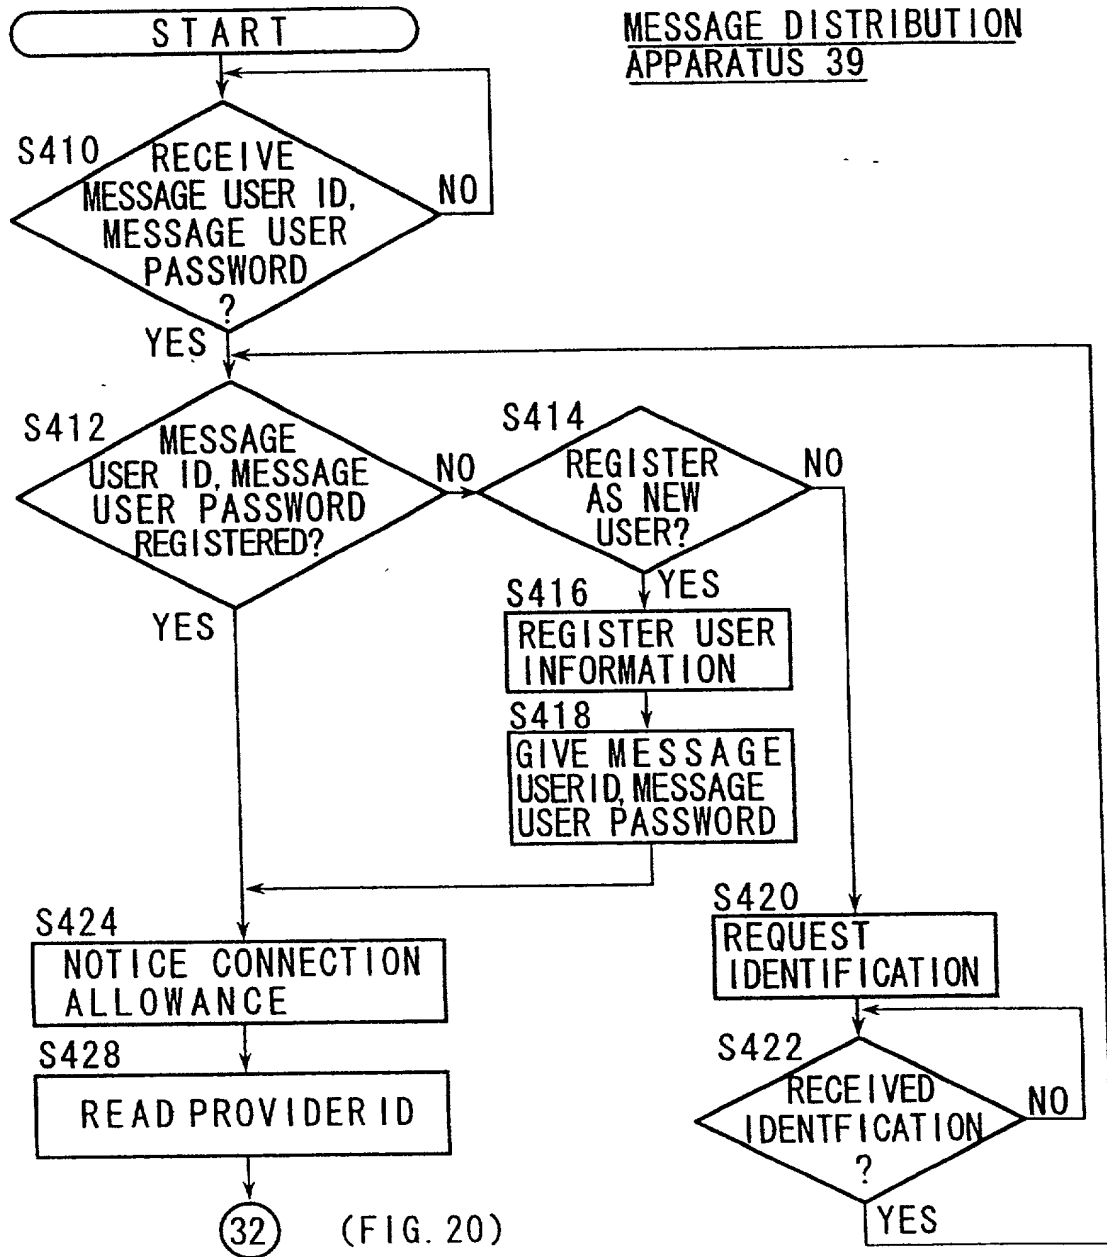 START
MESSAGE DISTRIBUTION
APPARATUS 39
S410
RECEIVE
MESSAGE USER ID,
MESSAGE USER
PASSWORD
?
NO
YES
S412
MESSAGE
USER ID, MESSAGE
USER PASSWORD
REGISTERED?
NO
YES
S414
REGISTER
AS NEW
USER?
NO
YES
S416
REGISTER USER
INFORMATION
S418
GIVE MESSAGE
USERID, MESSAGE
USER PASSWORD
S424
NOTICE CONNECTION
ALLOWANCE
S420
REQUEST
IDENTIFICATION
S428
READ PROVIDER ID
S422
RECEIVED
IDENTFICATION
?
NO
YES
32
(FIG. 20)